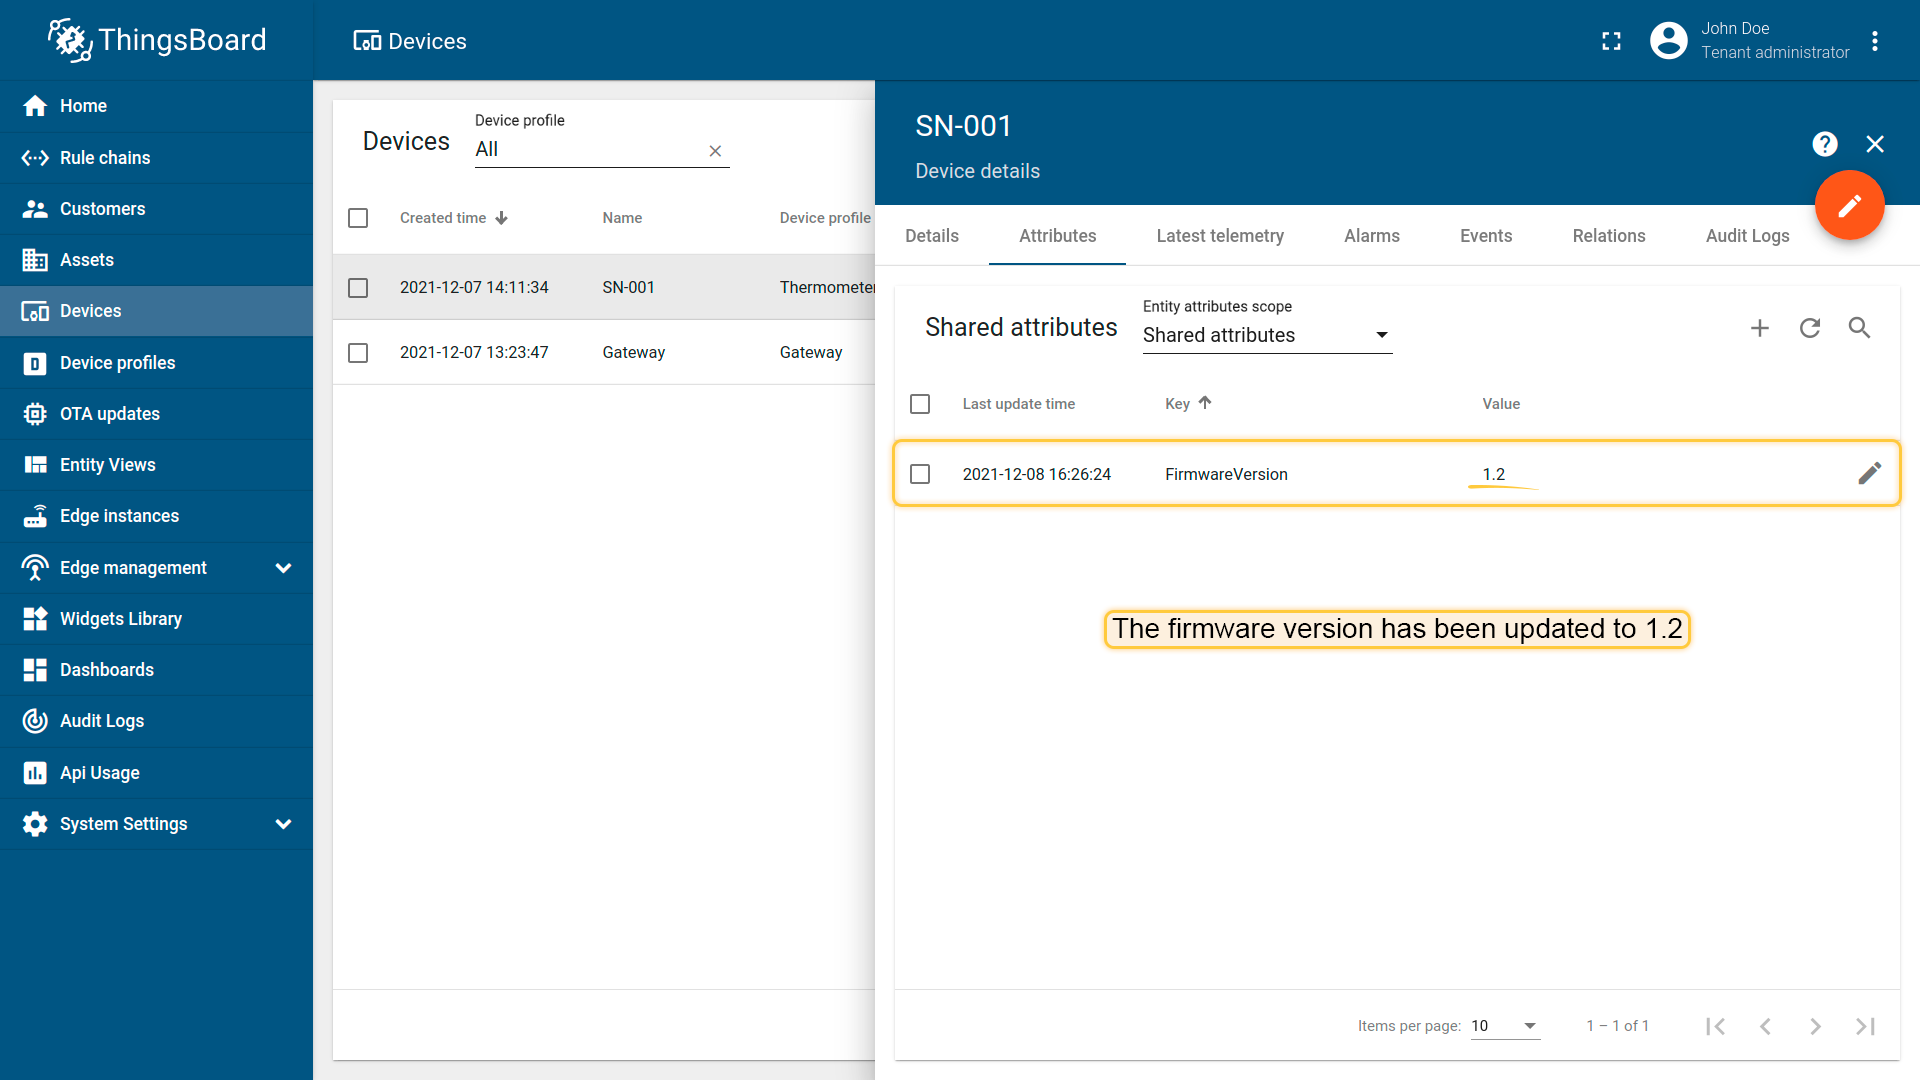 ThingsBoard
Devices
John Doe
Tenant administrator
Home
Rule chains
Customers
Assets
Devices
Device profiles
OTA updates
Entity Views
Edge instances
Edge management
Widgets Library
Dashboards
Audit Logs
Api Usage
System Settings
Devices
Device profile
All
Created time Name Device profile
2021-12-07 14:11:34 SN-001 Thermometer
2021-12-07 13:23:47 Gateway Gateway
SN-001
Device details
Details Attributes Latest telemetry Alarms Events Relations Audit Logs
Shared attributes
Entity attributes scope
Shared attributes
Last update time Key Value
2021-12-08 16:26:24 FirmwareVersion 1.2
The firmware version has been updated to 1.2
Items per page: 10 1 – 1 of 1